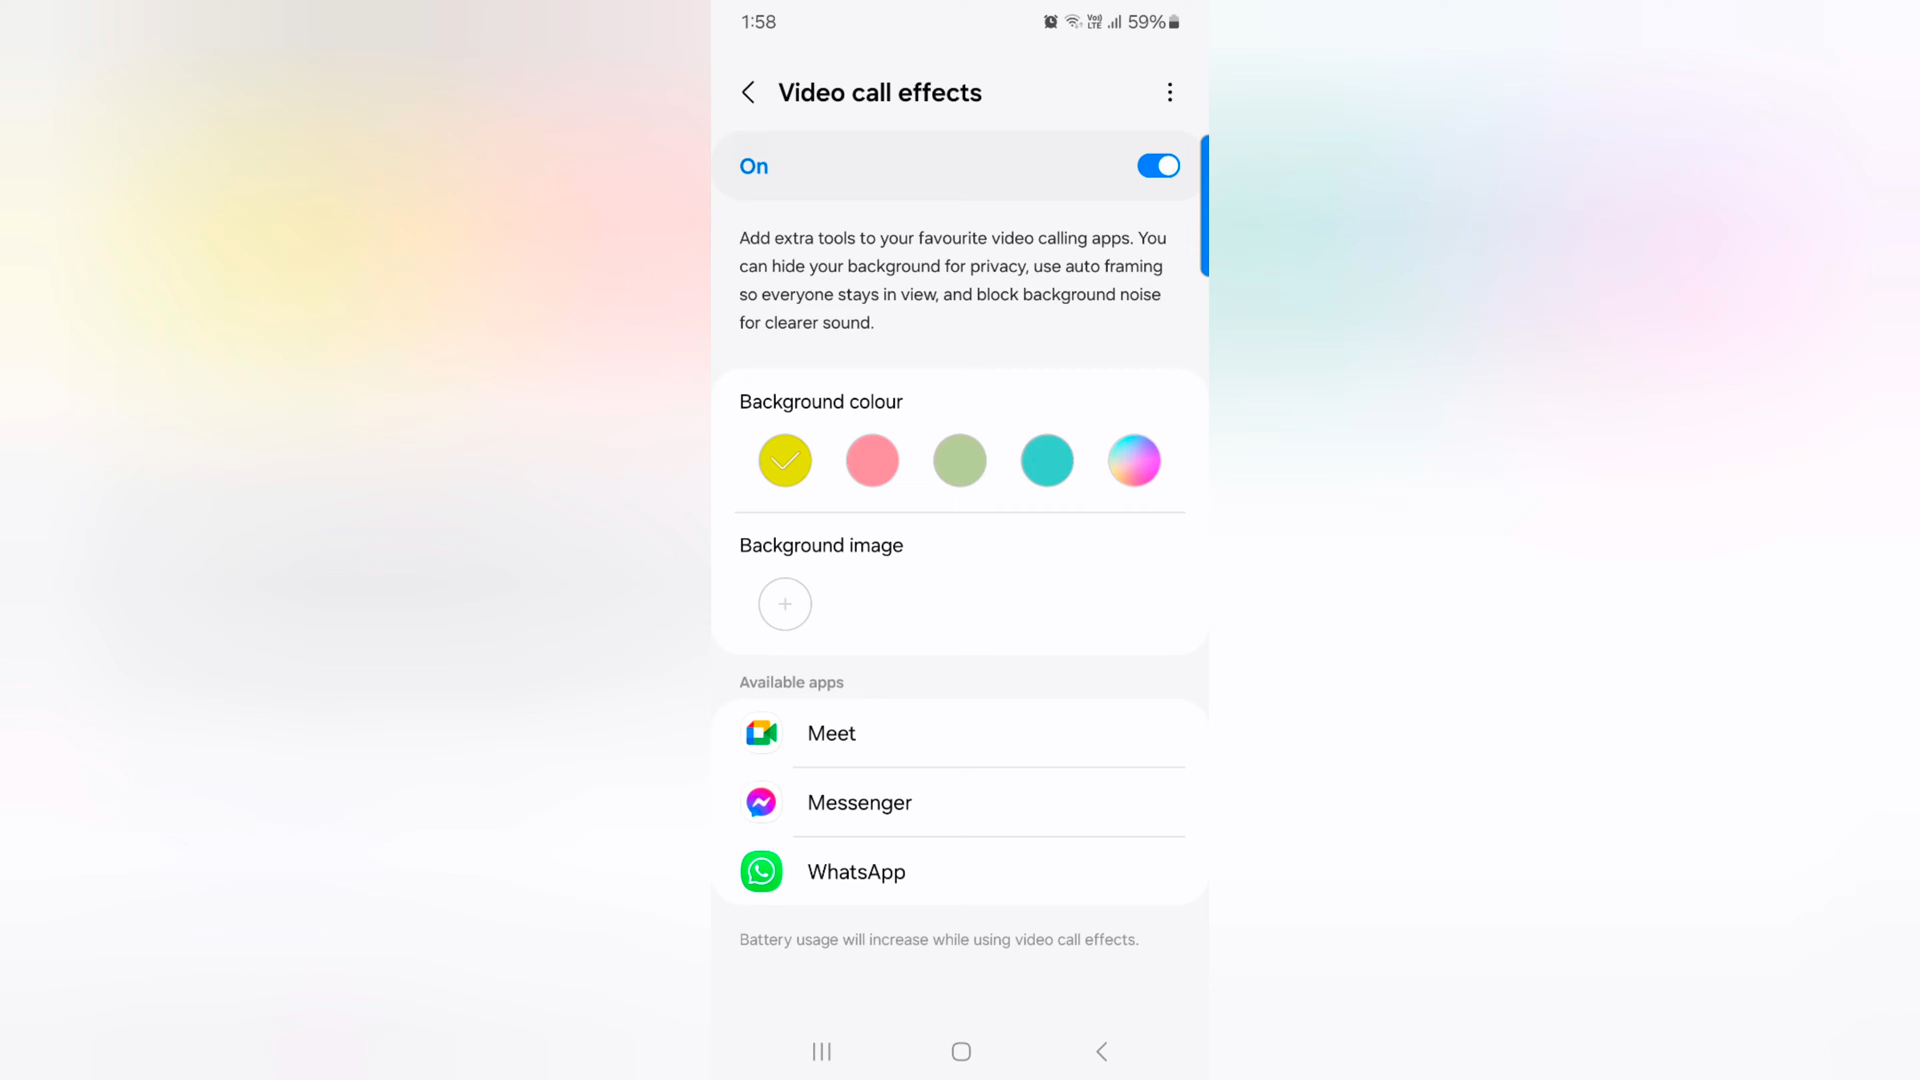 1:58
Vo) LTE 59%
Video call effects
On
Add extra tools to your favourite video calling apps. You
can hide your background for privacy, use auto framing
so everyone stays in view, and block background noise
for clearer sound.
Background colour
Background image
Available apps
Meet
Messenger
WhatsApp
Battery usage will increase while using video call effects.